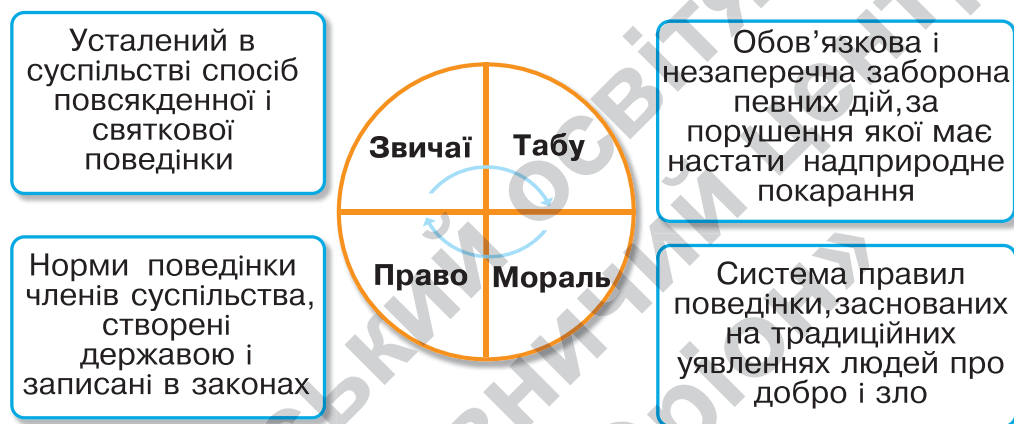 Усталений в
суспільстві спосіб
повсякденної і
святкової
поведінки
Звичаї
Табу
Обов’язкова і
незаперечна заборона
певних дій,за
порушення якої має
настати надприродне
покарання
Норми поведінки
членів суспільства,
створені
державою і
записані в законах
Право
Мораль
Система правил
поведінки,заснованих
на традиційних
уявленнях людей про
добро і зло